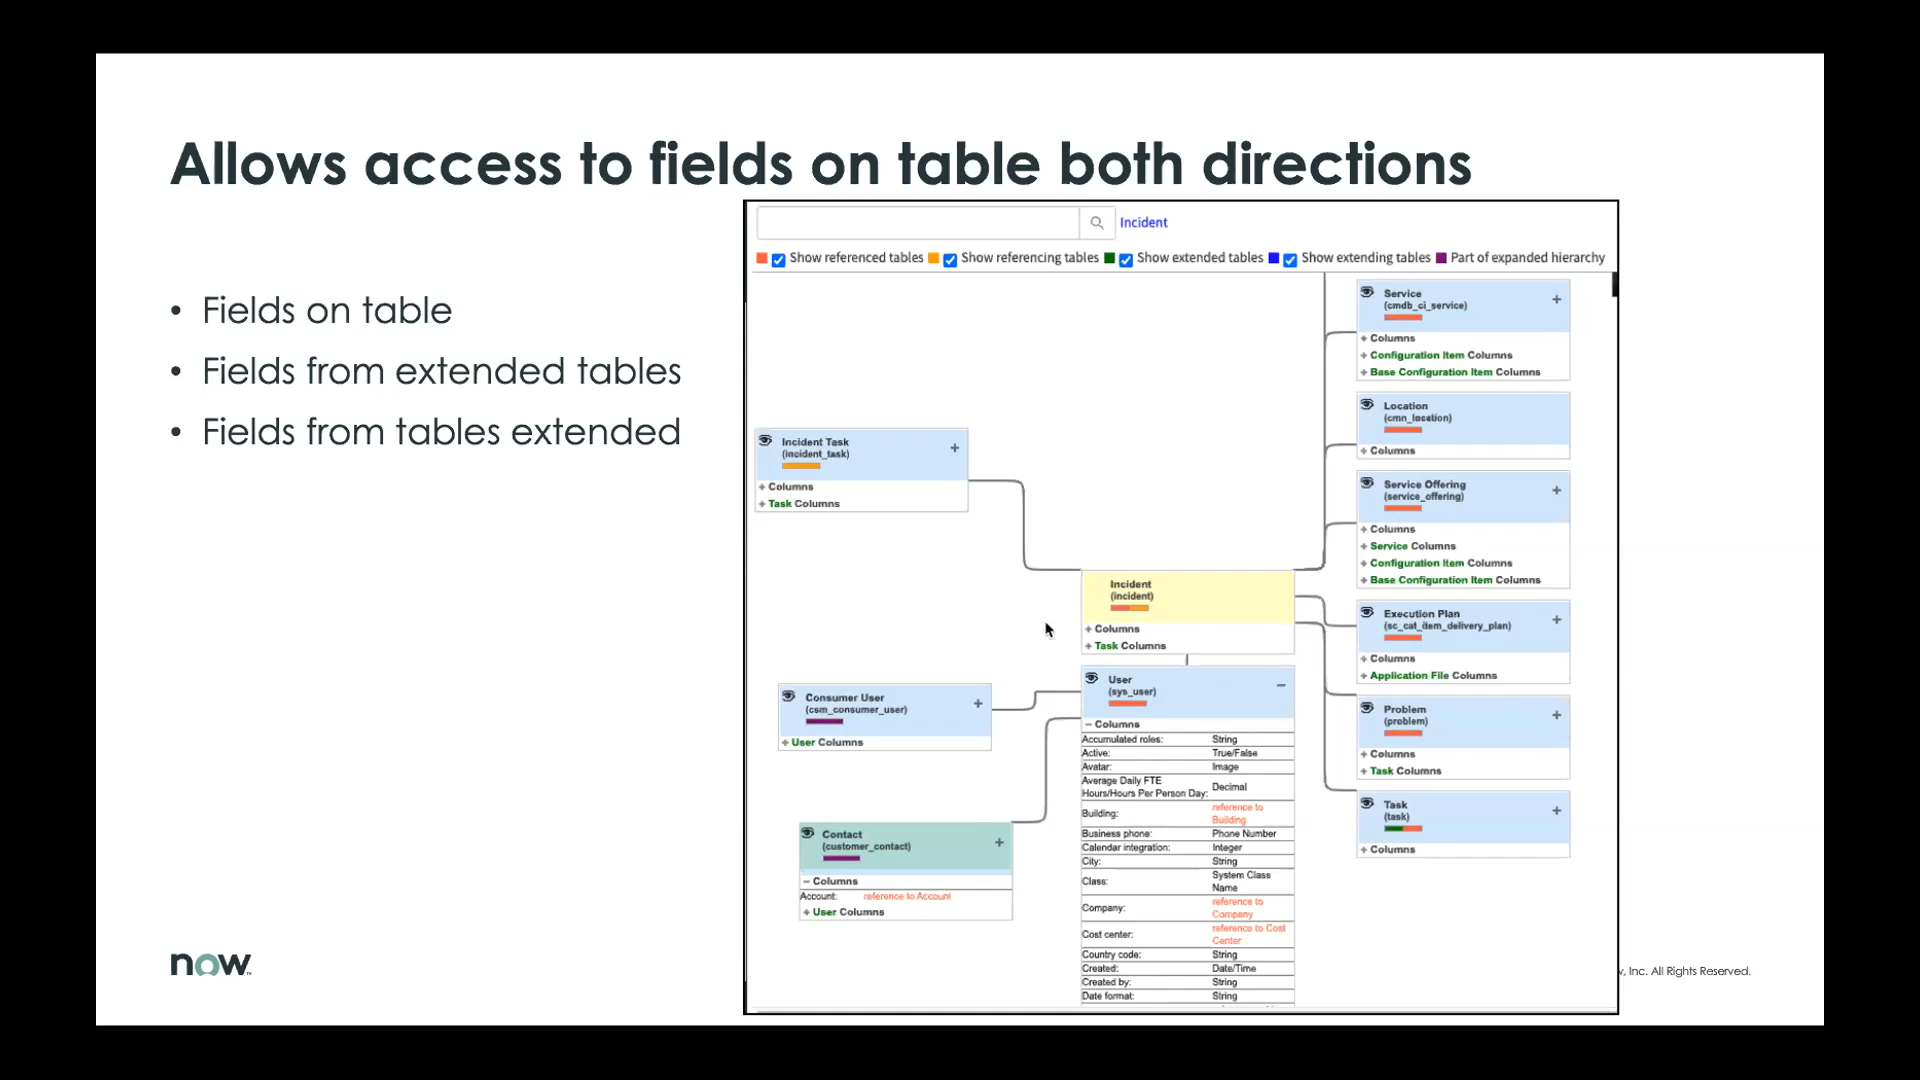 Allows access to fields on table both directions
• Fields on table
• Fields from extended tables
• Fields from tables extended
Incident
Show referenced tables Show referencing tables Show extended tables Show extending tables Part of expanded hierarchy
Incident Task
(incident_task)
+
+ Columns
+ Task Columns
Consumer User
(csm_consumer_user)
+
+ User Columns
Contact
(customer_contact)
+
− Columns
Account: reference to Account
+ User Columns
Incident
(incident)
+ Columns
+ Task Columns
User
(sys_user)
−
− Columns
Accumulated roles: String
Active: True/False
Avatar: Image
Average Daily FTE
Hours/Hours Per Person Day: Decimal
Building: reference to
Building
Business phone: Phone Number
Calendar integration: Integer
City: String
Class: System Class
Name
Company: reference to
Company
Cost center: reference to Cost
Center
Country code: String
Created: Date/Time
Created by: String
Date format: String
Service
(cmdb_ci_service)
+
+ Columns
+ Configuration Item Columns
+ Base Configuration Item Columns
Location
(cmn_location)
+ Columns
Service Offering
(service_offering)
+
+ Columns
+ Service Columns
+ Configuration Item Columns
+ Base Configuration Item Columns
Execution Plan
(sc_cat_item_delivery_plan)
+
+ Columns
+ Application File Columns
Problem
(problem)
+
+ Columns
+ Task Columns
Task
(task)
+
+ Columns
now
, Inc. All Rights Reserved.